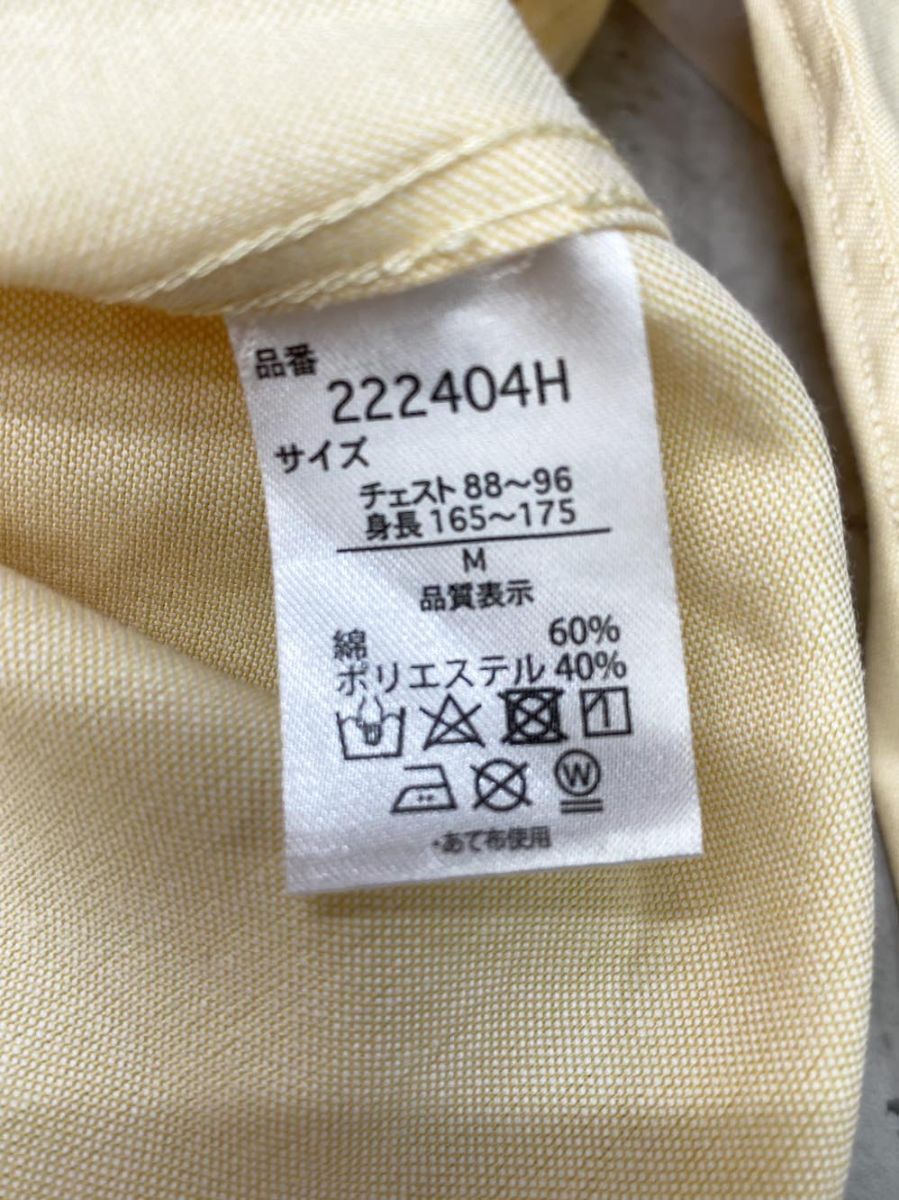 品番
222404H
サイズ
チェスト 88～96
身長 165～175
M
品質表示
綿 60%
ポリエステル 40%
W
・あて布使用